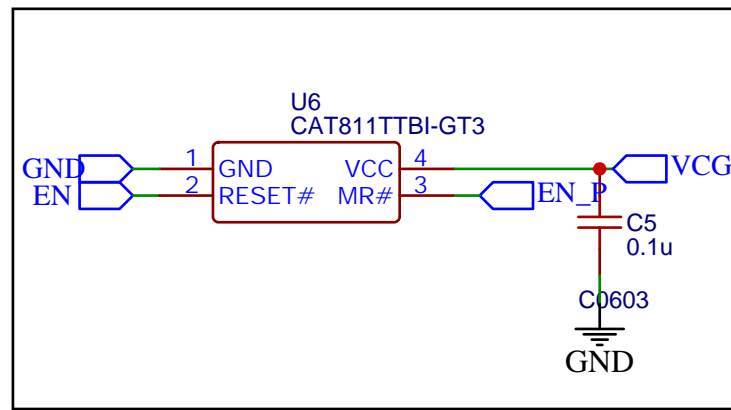 U6
CAT811TTBI-GT3
GND 1 GND VCC 4 VCG
EN 2 RESET# MR# 3 EN_P
C5
0.1u
C0603
GND